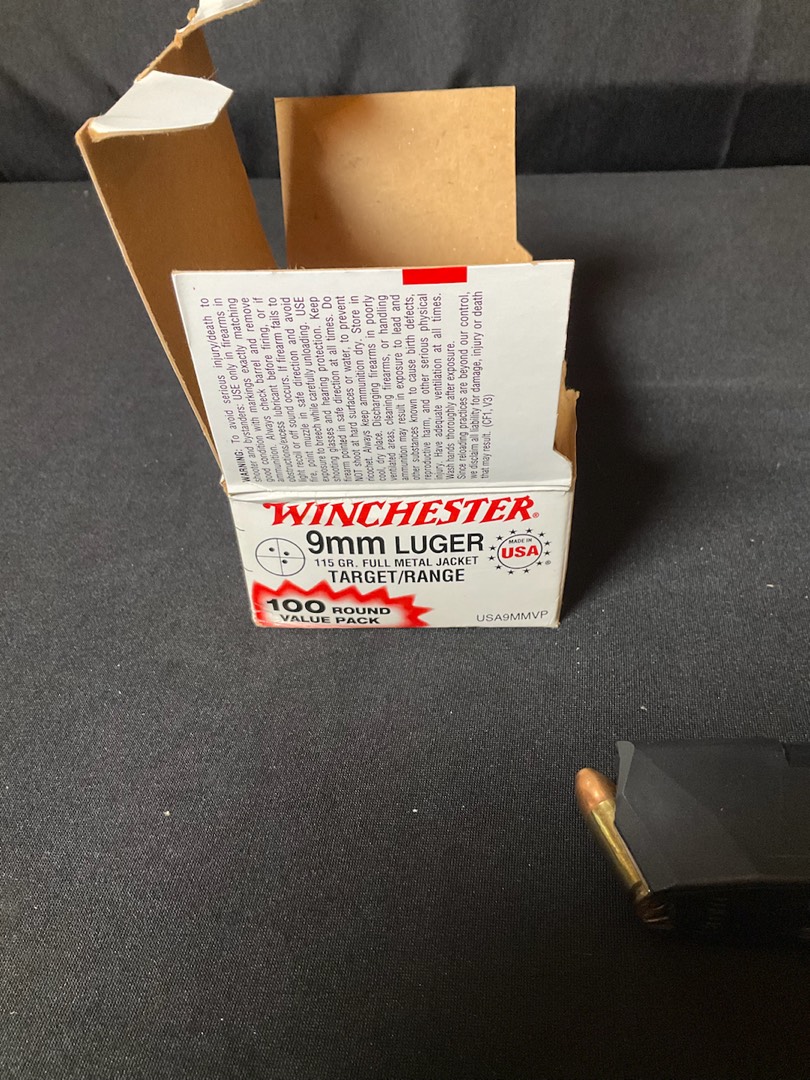 WARNING: To avoid serious injury/death to
shooter and bystanders: USE only in firearms in
good condition with markings exactly matching
ammunition. Always check barrel and remove
obstructions/excess lubricant before firing, or if
light recoil or off sound occurs. If firearm fails to
fire, point muzzle in safe direction and avoid
exposure to breech while carefully unloading. USE
shooting glasses and hearing protection. Keep
firearm pointed in safe direction at all times. Do
NOT shoot at hard surfaces or water, to prevent
ricochet. Always keep ammunition dry. Store in
cool, dry place. Discharging firearms in poorly
ventilated areas, cleaning firearms, or handling
ammunition may result in exposure to lead and
other substances known to cause birth defects,
reproductive harm, and other serious physical
injury. Have adequate ventilation at all times.
Wash hands thoroughly after exposure.
Since reloading practices are beyond our control,
we disclaim all liability for damage, injury or death
that may result. (CF1, V3)
WINCHESTER®
9mm LUGER
115 GR. FULL METAL JACKET
TARGET/RANGE
MADE IN
USA
®
100 ROUND
VALUE PACK
USA9MMVP